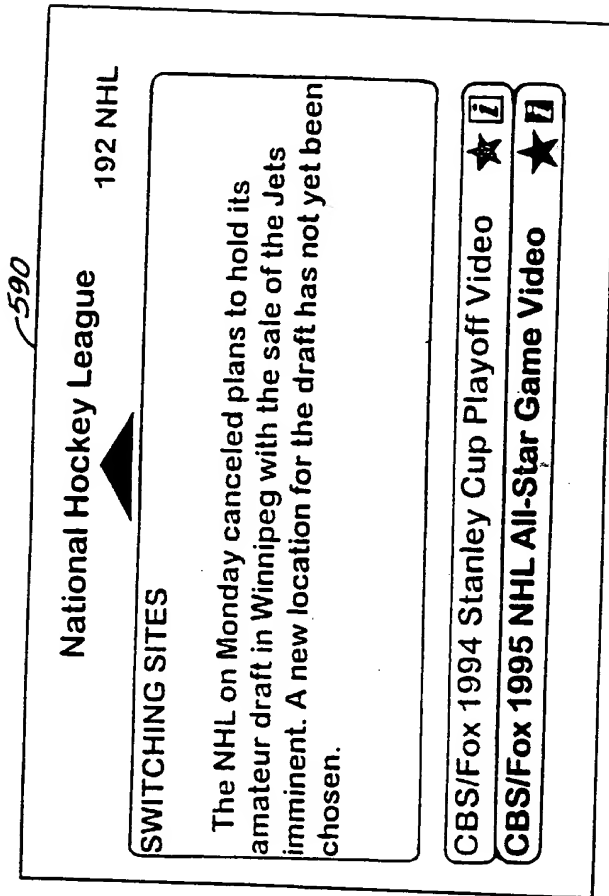 590
National Hockey League
192 NHL
SWITCHING SITES
The NHL on Monday canceled plans to hold its
amateur draft in Winnipeg with the sale of the Jets
imminent. A new location for the draft has not yet been
chosen.
CBS/Fox 1994 Stanley Cup Playoff Video i
CBS/Fox 1995 NHL All-Star Game Video i